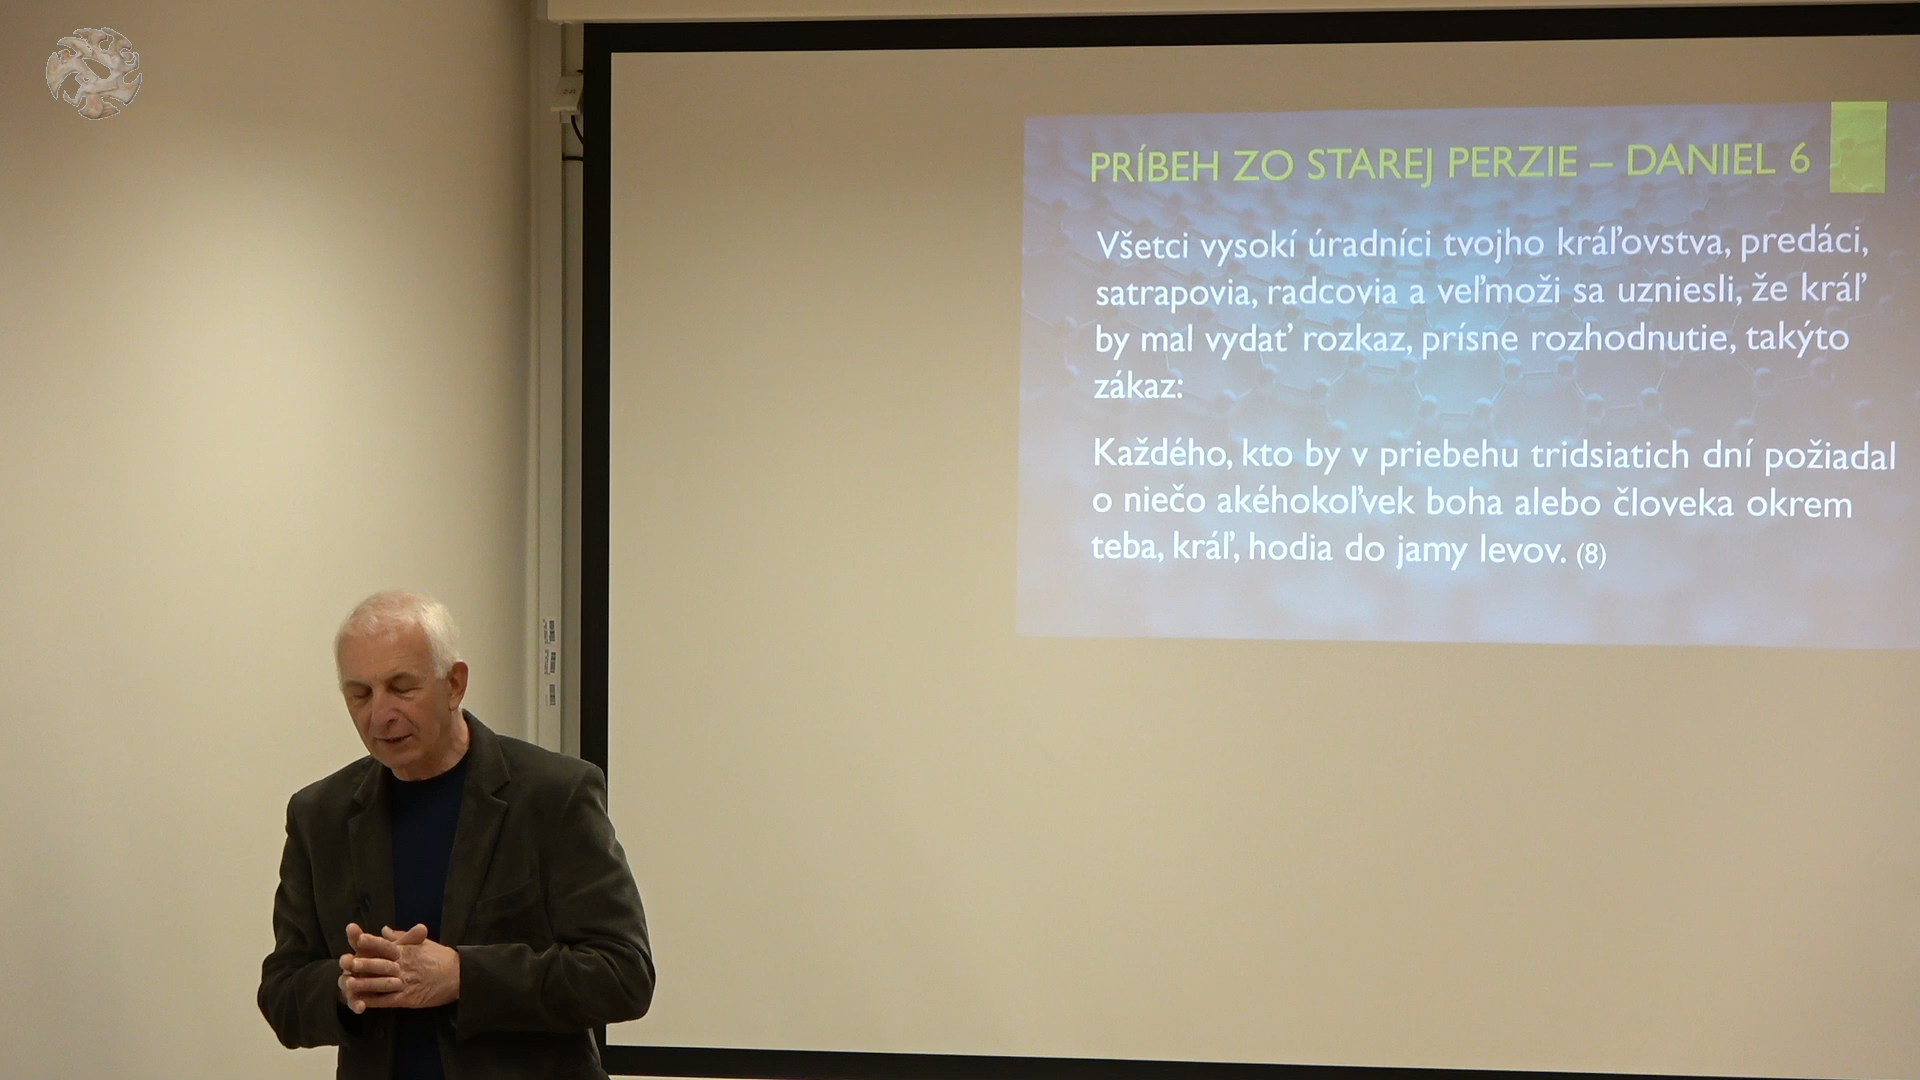 PRÍBEH ZO STAREJ PERZIE – DANIEL 6
Všetci vysokí úradníci tvojho kráľovstva, predáci,
satrapovia, radcovia a veľmoži sa uzniesli, že kráľ
by mal vydať rozkaz, prísne rozhodnutie, takýto
zákaz:
Každého, kto by v priebehu tridsiatich dní požiadal
o niečo akéhokoľvek boha alebo človeka okrem
teba, kráľ, hodia do jamy levov. (8)